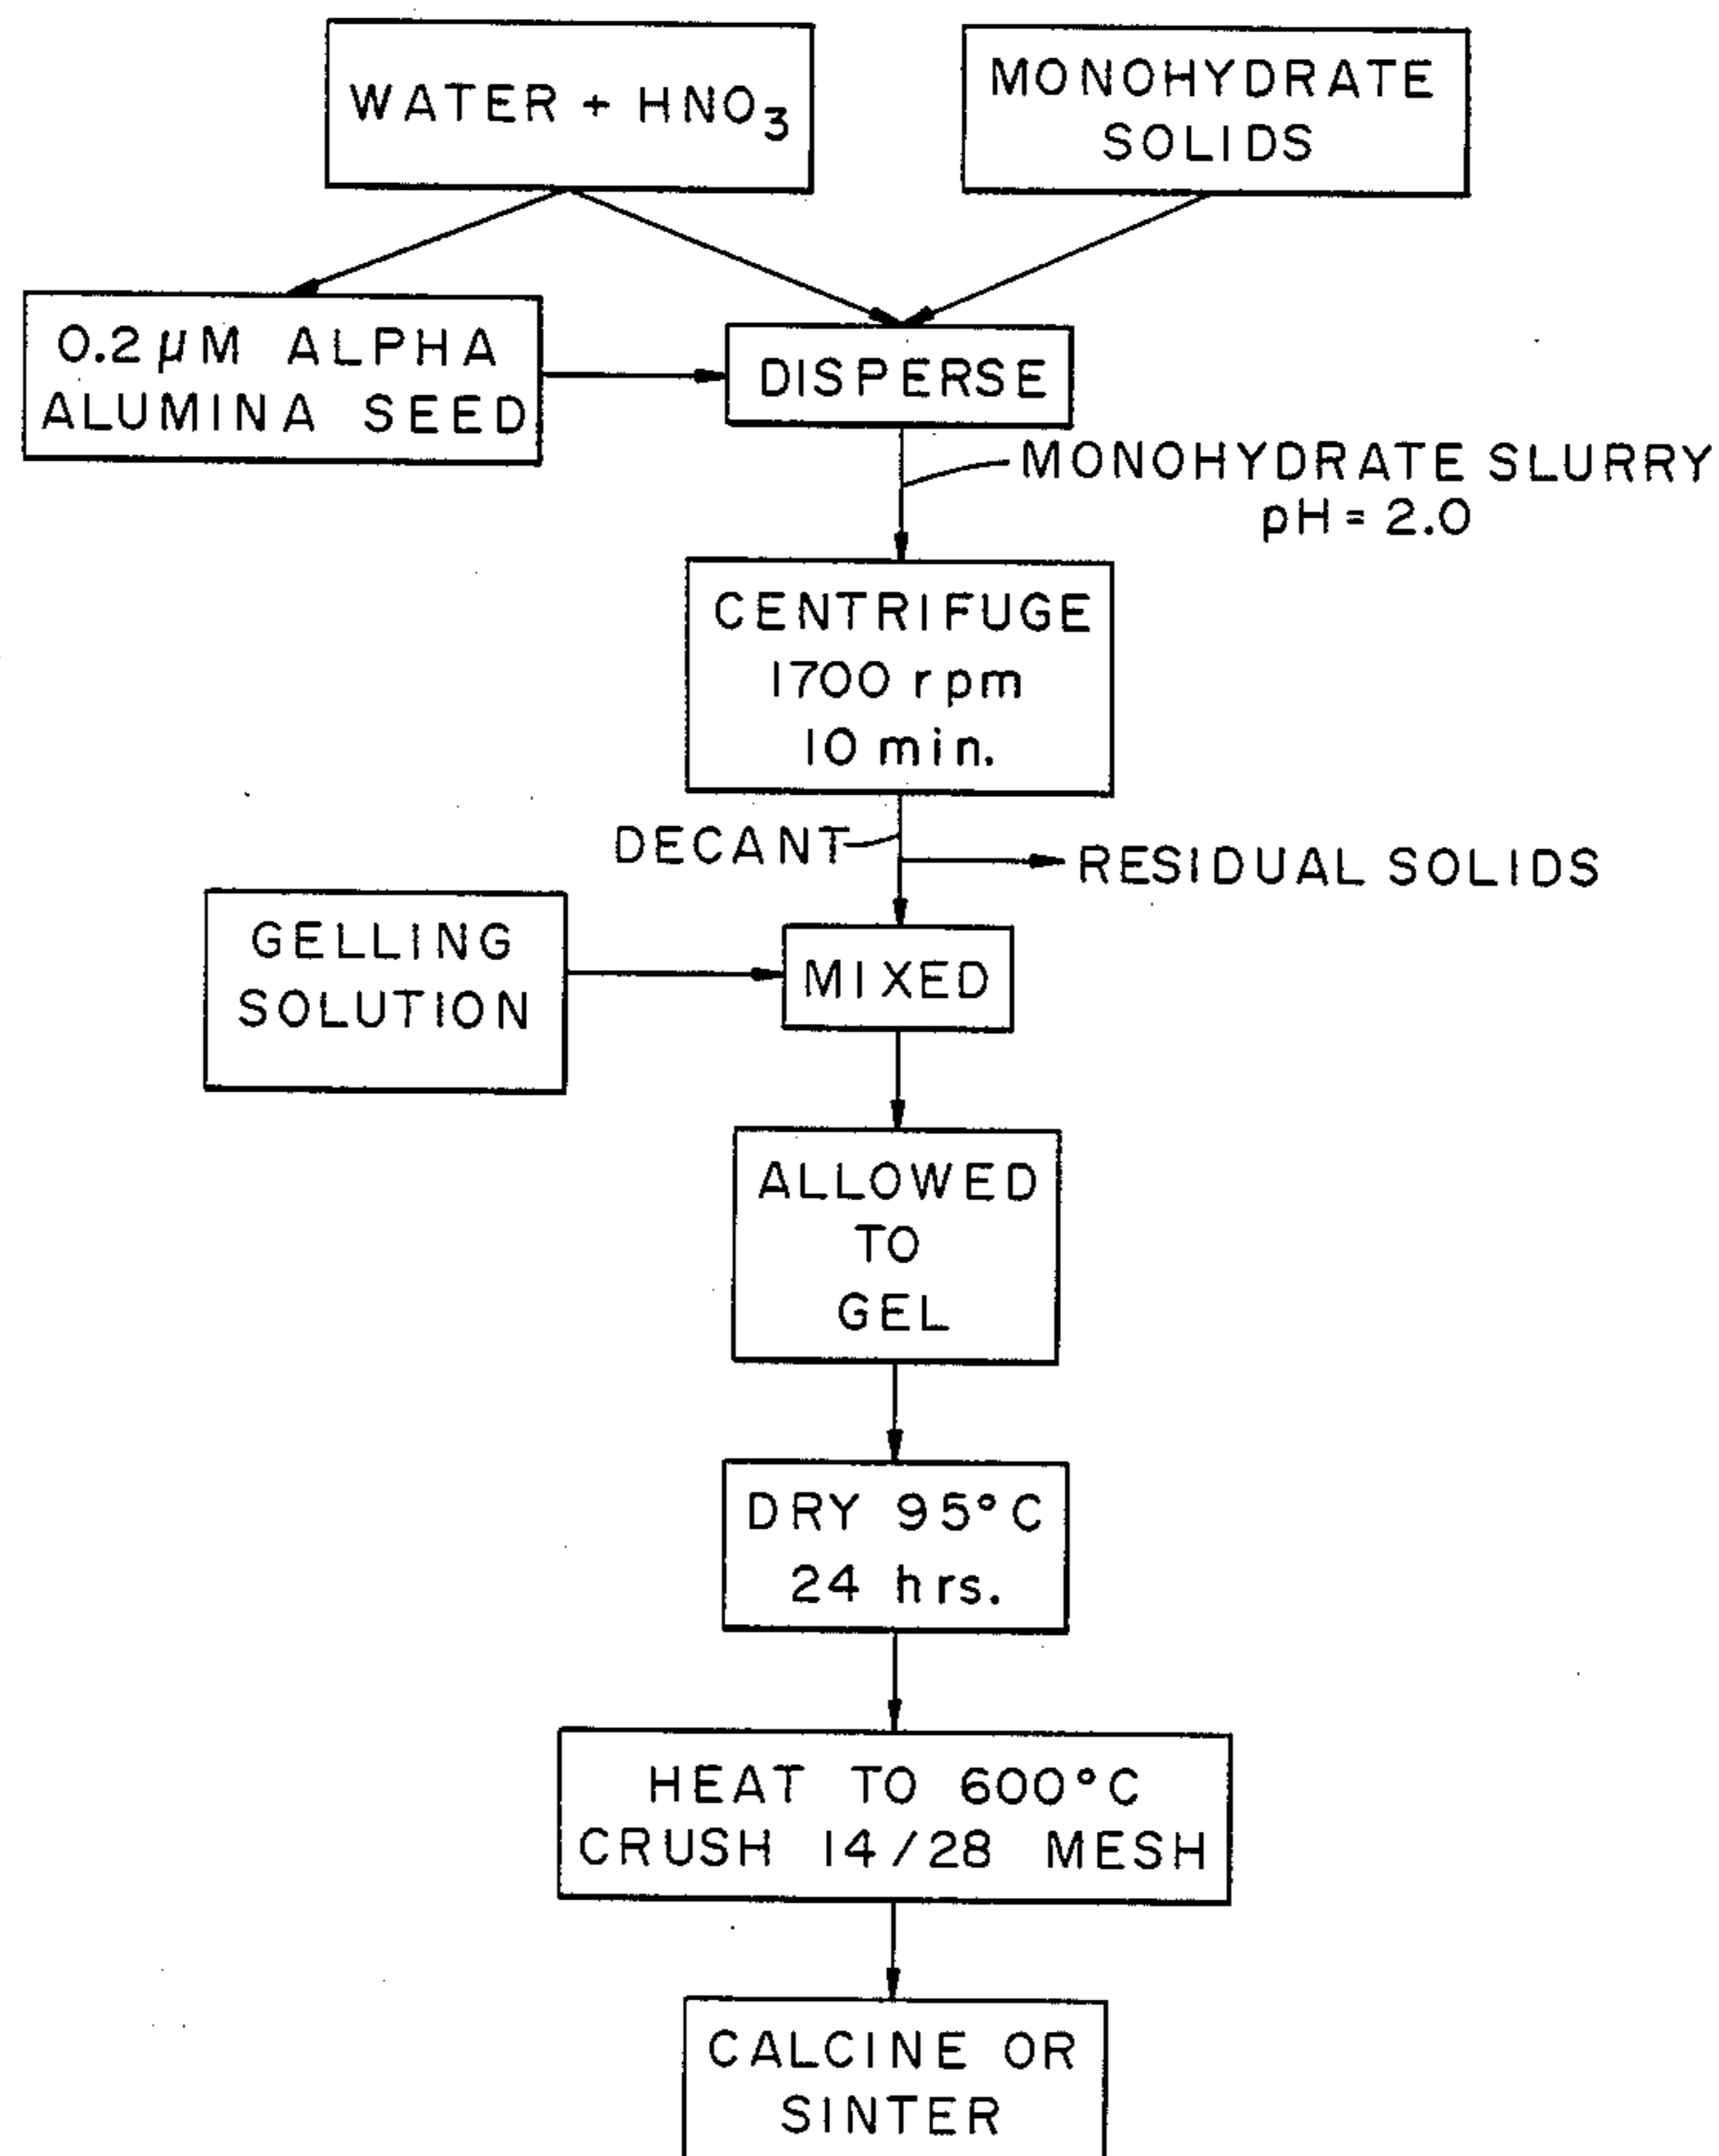 WATER + HNO₃
MONOHYDRATE
SOLIDS
0.2 μM ALPHA
ALUMINA SEED
DISPERSE
MONOHYDRATE SLURRY
pH = 2.0
CENTRIFUGE
1700 rpm
10 min.
DECANT
RESIDUAL SOLIDS
GELLING
SOLUTION
MIXED
ALLOWED
TO
GEL
DRY 95°C
24 hrs.
HEAT TO 600°C
CRUSH 14/28 MESH
CALCINE OR
SINTER